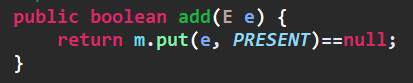 public boolean add(E e) {
return m.put(e, PRESENT)==null;
}